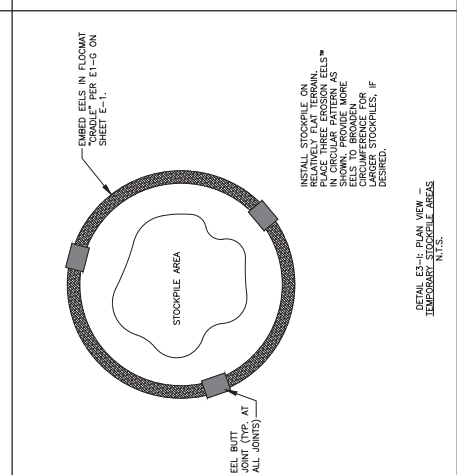 EMBED EELS IN FLOCMAT
"CRADLE" PER E1-G ON
SHEET E-1.
STOCKPILE AREA
EEL BUTT
JOINT (TYP. AT
ALL JOINTS)
INSTALL STOCKPILE ON
RELATIVELY FLAT TERRAIN.
PLACE THREE EROSION EELS™
IN CIRCULAR PATTERN AS
SHOWN. PROVIDE MORE
EELS TO BROADEN
CIRCUMFERENCE FOR
LARGER STOCKPILES, IF
DESIRED.
DETAIL E3-I: PLAN VIEW –
TEMPORARY STOCKPILE AREAS
N.T.S.